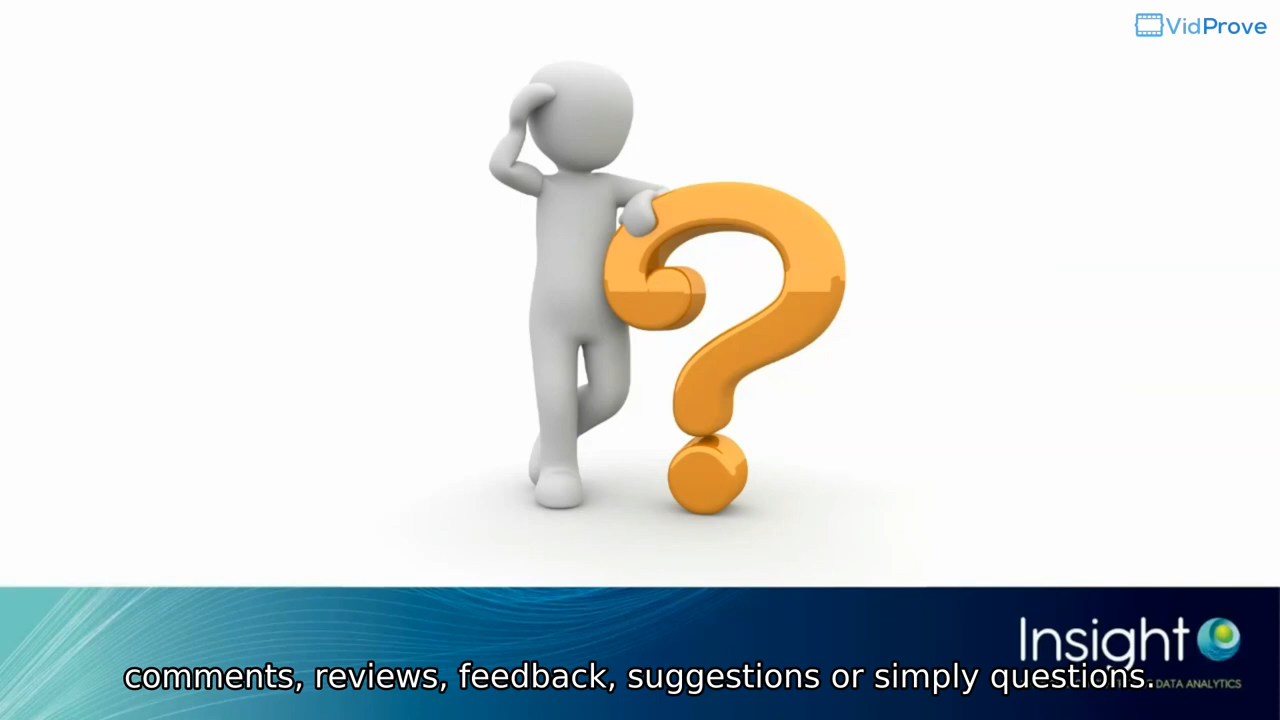 VidProve
Insight
comments, reviews, feedback, suggestions or simply questions.
DATA ANALYTICS